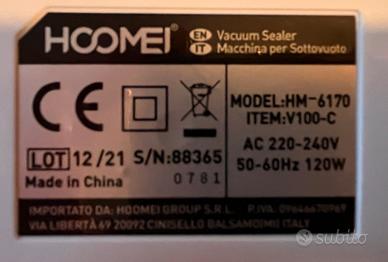 HOOMEI
EN Vacuum Sealer
IT Macchina per Sottovuoto
CE
MODEL:HM-6170
ITEM:V100-C
AC 220-240V
50-60Hz 120W
LOT 12/21 S/N:88365
Made in China
0781
IMPORTATO DA: HOOMEI GROUP S.R.L. P.IVA. 09646670969
VIA LIBERTÀ 69 20092 CINISELLO BALSAMO(MI) ITALY
subito